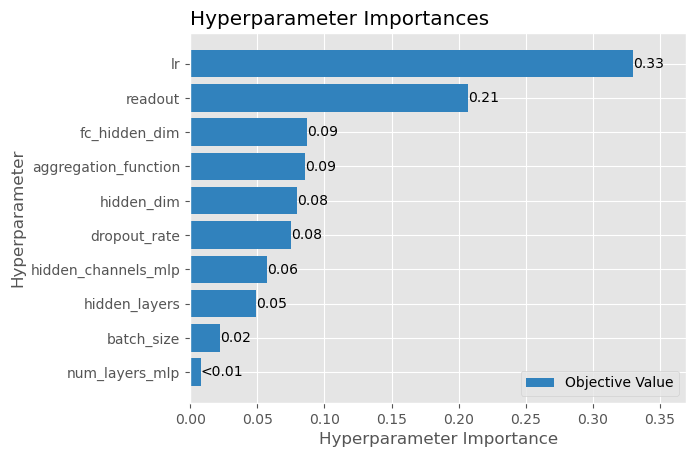 Hyperparameter Importances
Hyperparameter
lr
0.33
readout
0.21
fc_hidden_dim
0.09
aggregation_function
0.09
hidden_dim
0.08
dropout_rate
0.08
hidden_channels_mlp
0.06
hidden_layers
0.05
batch_size
0.02
num_layers_mlp
<0.01
Objective Value
0.00 0.05 0.10 0.15 0.20 0.25 0.30 0.35
Hyperparameter Importance